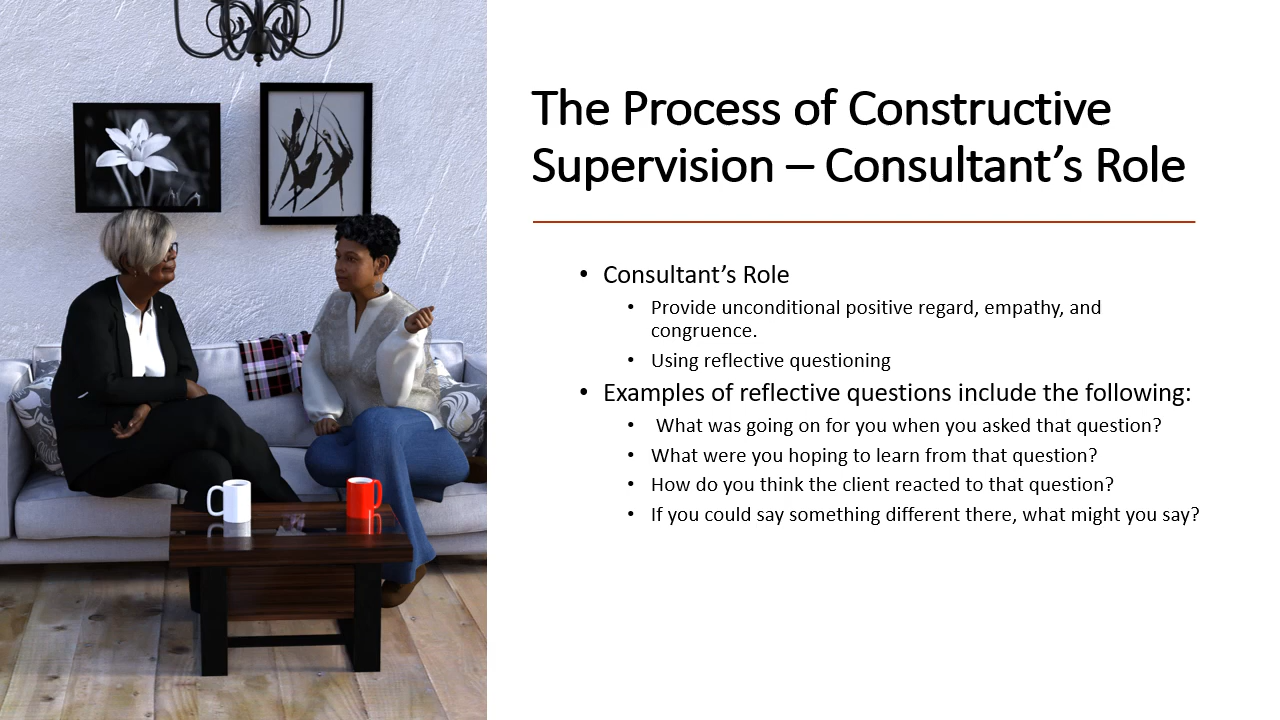 The Process of Constructive
Supervision – Consultant’s Role
• Consultant’s Role
• Provide unconditional positive regard, empathy, and
congruence.
• Using reflective questioning
• Examples of reflective questions include the following:
• What was going on for you when you asked that question?
• What were you hoping to learn from that question?
• How do you think the client reacted to that question?
• If you could say something different there, what might you say?